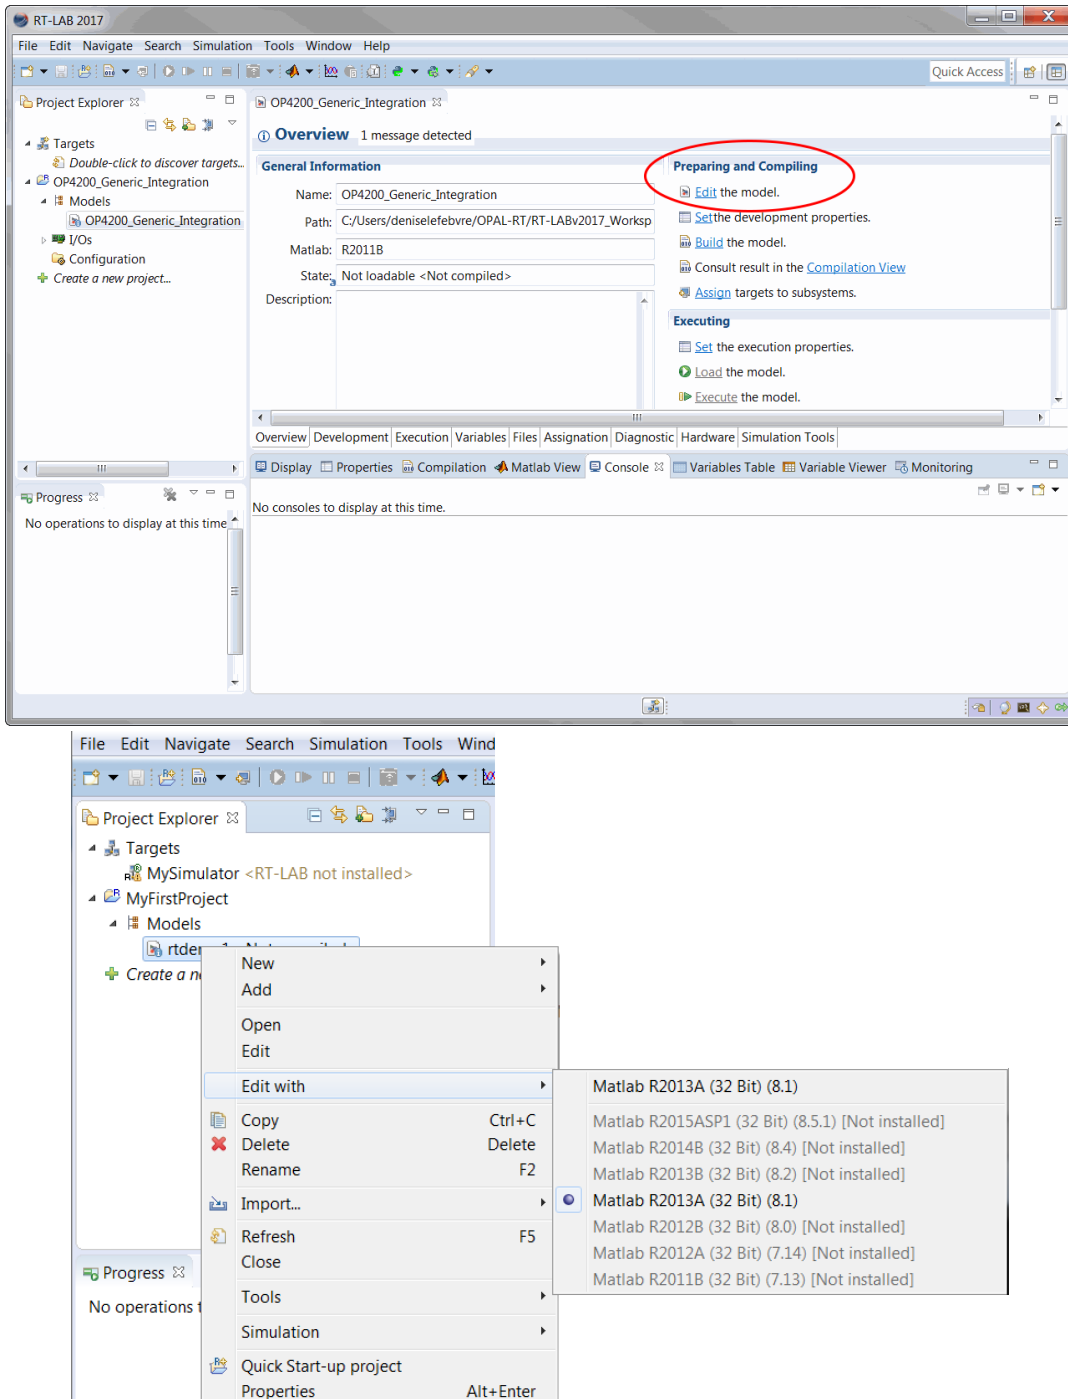 RT-LAB 2017
File Edit Navigate Search Simulation Tools Window Help
Quick Access
Project Explorer
Targets
Double-click to discover targets...
OP4200_Generic_Integration
Models
OP4200_Generic_Integration
I/Os
Configuration
Create a new project...
OP4200_Generic_Integration
Overview 1 message detected
General Information
Name: OP4200_Generic_Integration
Path: C:/Users/deniselefebvre/OPAL-RT/RT-LABv2017_Worksp
Matlab: R2011B
State: Not loadable <Not compiled>
Description:
Preparing and Compiling
Edit the model.
Set the development properties.
Build the model.
Consult result in the Compilation View
Assign targets to subsystems.
Executing
Set the execution properties.
Load the model.
Execute the model.
Overview Development Execution Variables Files Assignation Diagnostic Hardware Simulation Tools
Display Properties Compilation Matlab View Console Variables Table Variable Viewer Monitoring
No consoles to display at this time.
Progress
No operations to display at this time
File Edit Navigate Search Simulation Tools Wind
Project Explorer
Targets
MySimulator <RT-LAB not installed>
MyFirstProject
Models
Create a
New
Add
Open
Edit
Edit with
Copy Ctrl+C
Delete Delete
Rename F2
Import...
Refresh F5
Close
Tools
Simulation
Quick Start-up project
Properties Alt+Enter
Matlab R2013A (32 Bit) (8.1)
Matlab R2015ASP1 (32 Bit) (8.5.1) [Not installed]
Matlab R2014B (32 Bit) (8.4) [Not installed]
Matlab R2013B (32 Bit) (8.2) [Not installed]
Matlab R2013A (32 Bit) (8.1)
Matlab R2012B (32 Bit) (8.0) [Not installed]
Matlab R2012A (32 Bit) (7.14) [Not installed]
Matlab R2011B (32 Bit) (7.13) [Not installed]
Progress
No operations